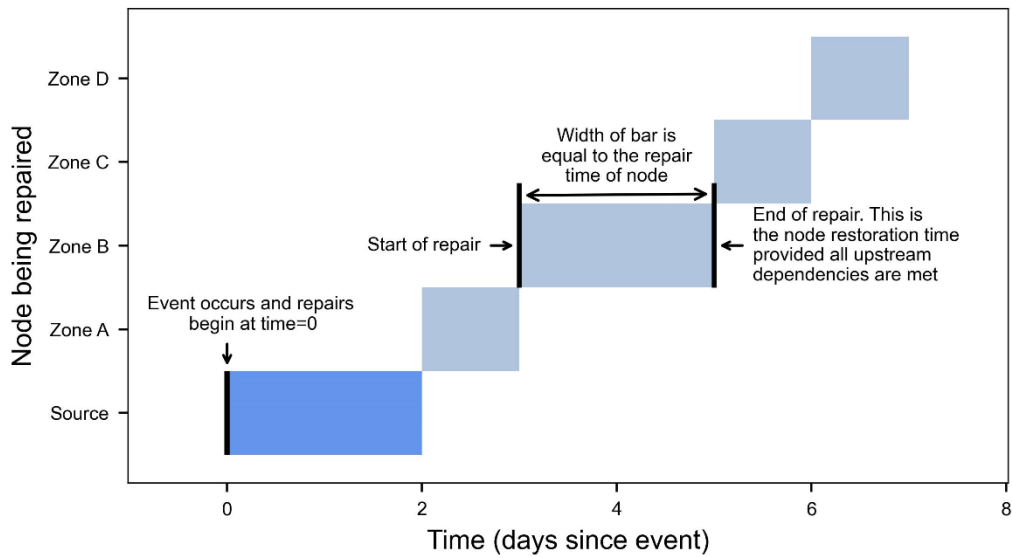 Node being repaired
Zone D
Zone C
Zone B
Zone A
Source
Width of bar is
equal to the repair
time of node
Start of repair
End of repair. This is
the node restoration time
provided all upstream
dependencies are met
Event occurs and repairs
begin at time=0
0
2
4
6
8
Time (days since event)